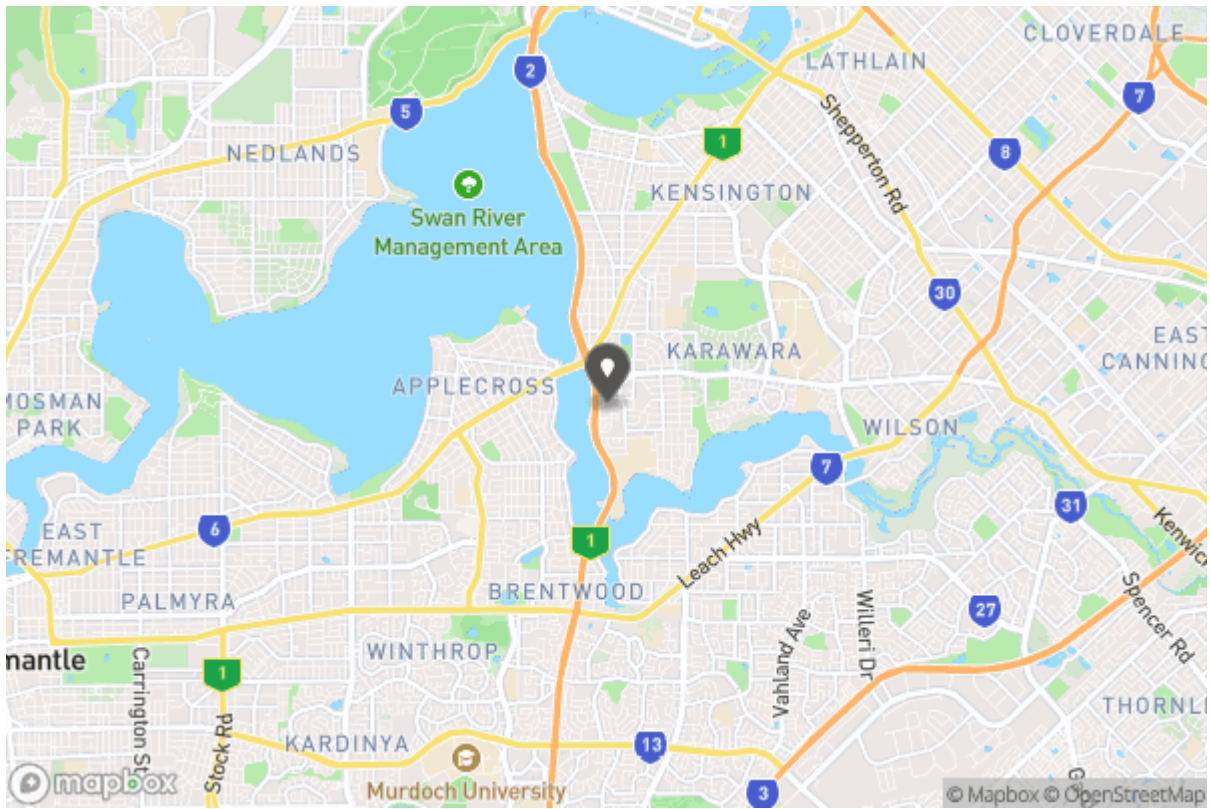 CLOVERDALE
LATHLAIN
2
7
5
Shepperton Rd
1
8
NEDLANDS
KENSINGTON
Swan River
Management Area
30
KARAWARA
EAST
CANNING
APPLECROSS
MOSMAN
PARK
WILSON
7
31
6
EAST
FREMANTLE
1
Leach Hwy
Kenwick
BRENTWOOD
PALMYRA
27
Spencer Rd
Willeri Dr
Vahland Ave
WINTHROP
mantle
1
Carrington St
Stock Rd
THORNL
KARDINYA
13
Murdoch University
3
mapbox
© Mapbox © OpenStreetMap